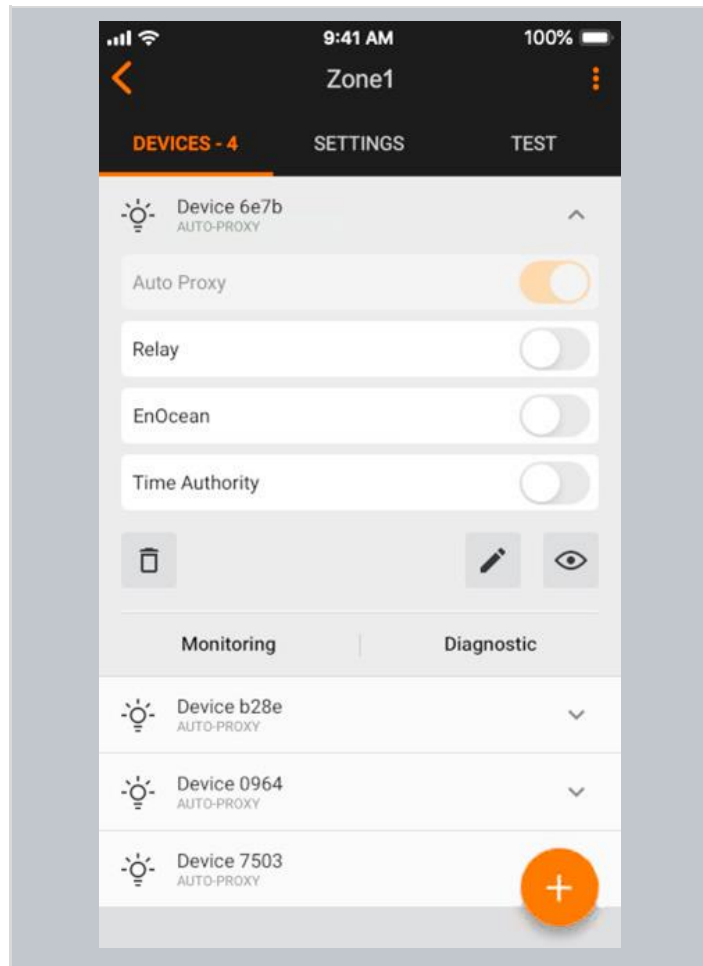 9:41 AM 100%
Zone1
DEVICES - 4 SETTINGS TEST
Device 6e7b
AUTO-PROXY
Auto Proxy
Relay
EnOcean
Time Authority
Monitoring Diagnostic
Device b28e
AUTO-PROXY
Device 0964
AUTO-PROXY
Device 7503
AUTO-PROXY